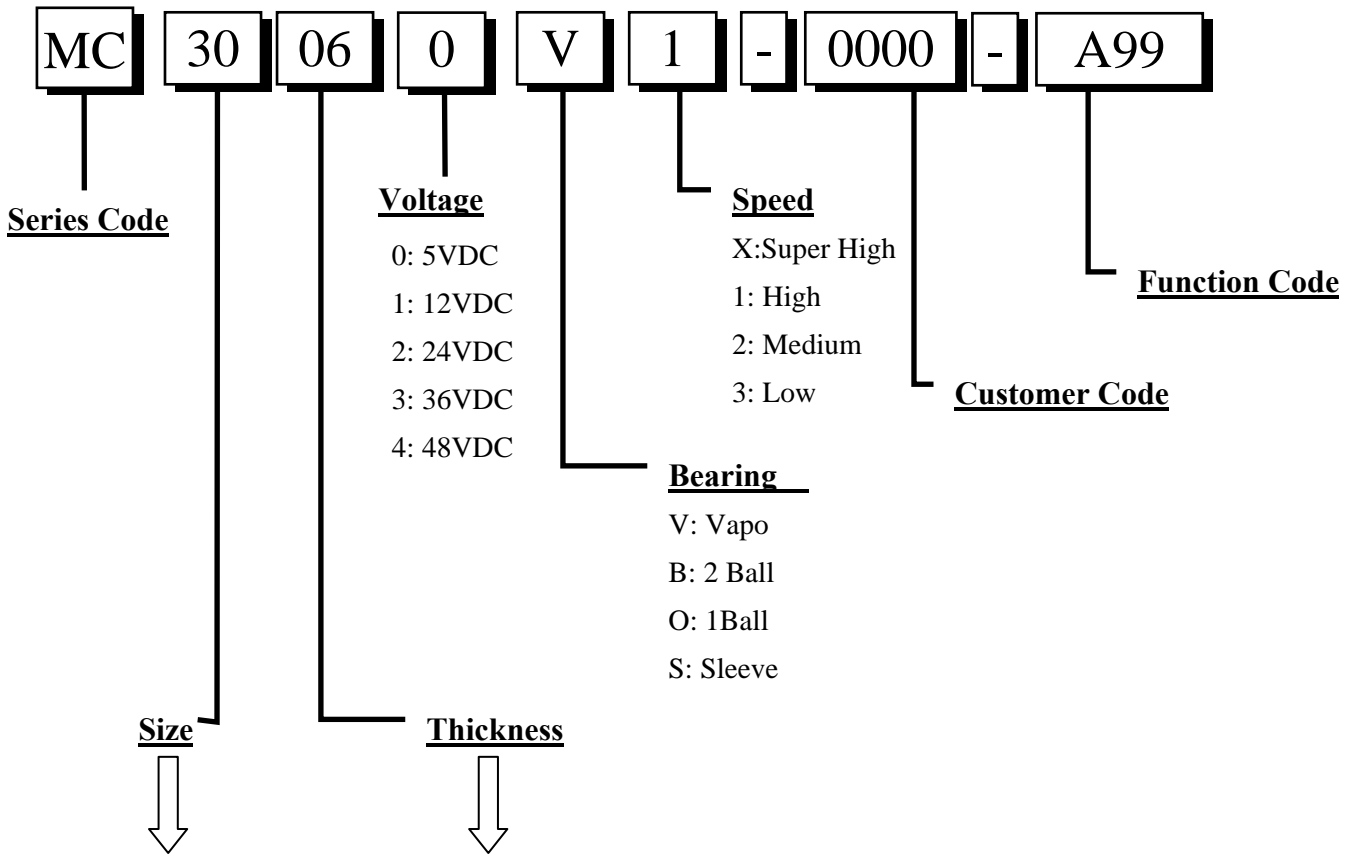 MC 30 06 0 V 1 - 0000 - A99
Series Code
Voltage
0: 5VDC
1: 12VDC
2: 24VDC
3: 36VDC
4: 48VDC
Speed
X:Super High
1: High
2: Medium
3: Low
Function Code
Customer Code
Bearing
V: Vapo
B: 2 Ball
O: 1Ball
S: Sleeve
Size
Thickness